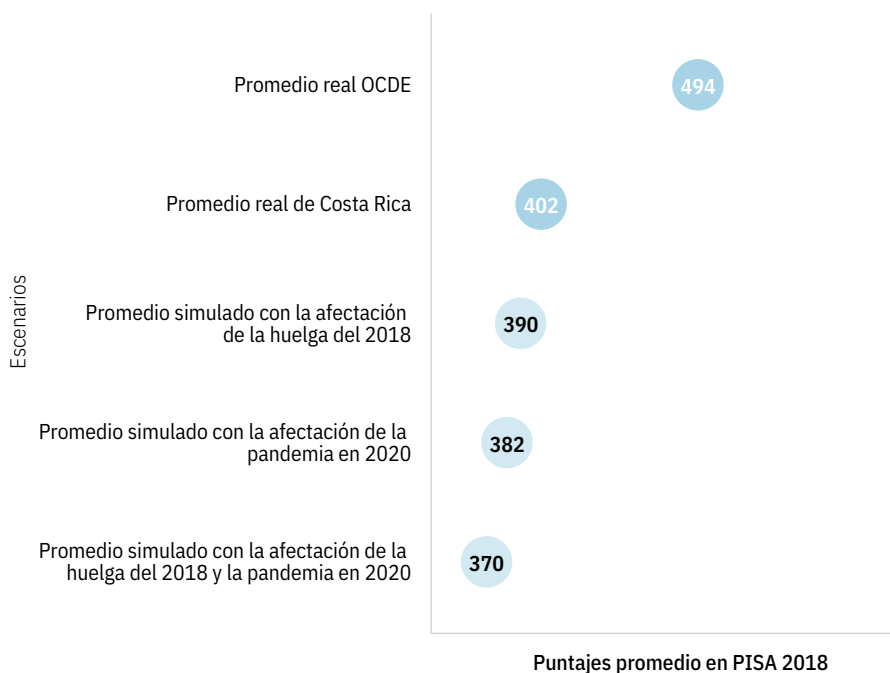 Promedio real OCDE
494
Promedio real de Costa Rica
402
Escenarios
Promedio simulado con la afectación
de la huelga del 2018
390
Promedio simulado con la afectación de la
pandemia en 2020
382
Promedio simulado con la afectación de la
huelga del 2018 y la pandemia en 2020
370
Puntajes promedio en PISA 2018